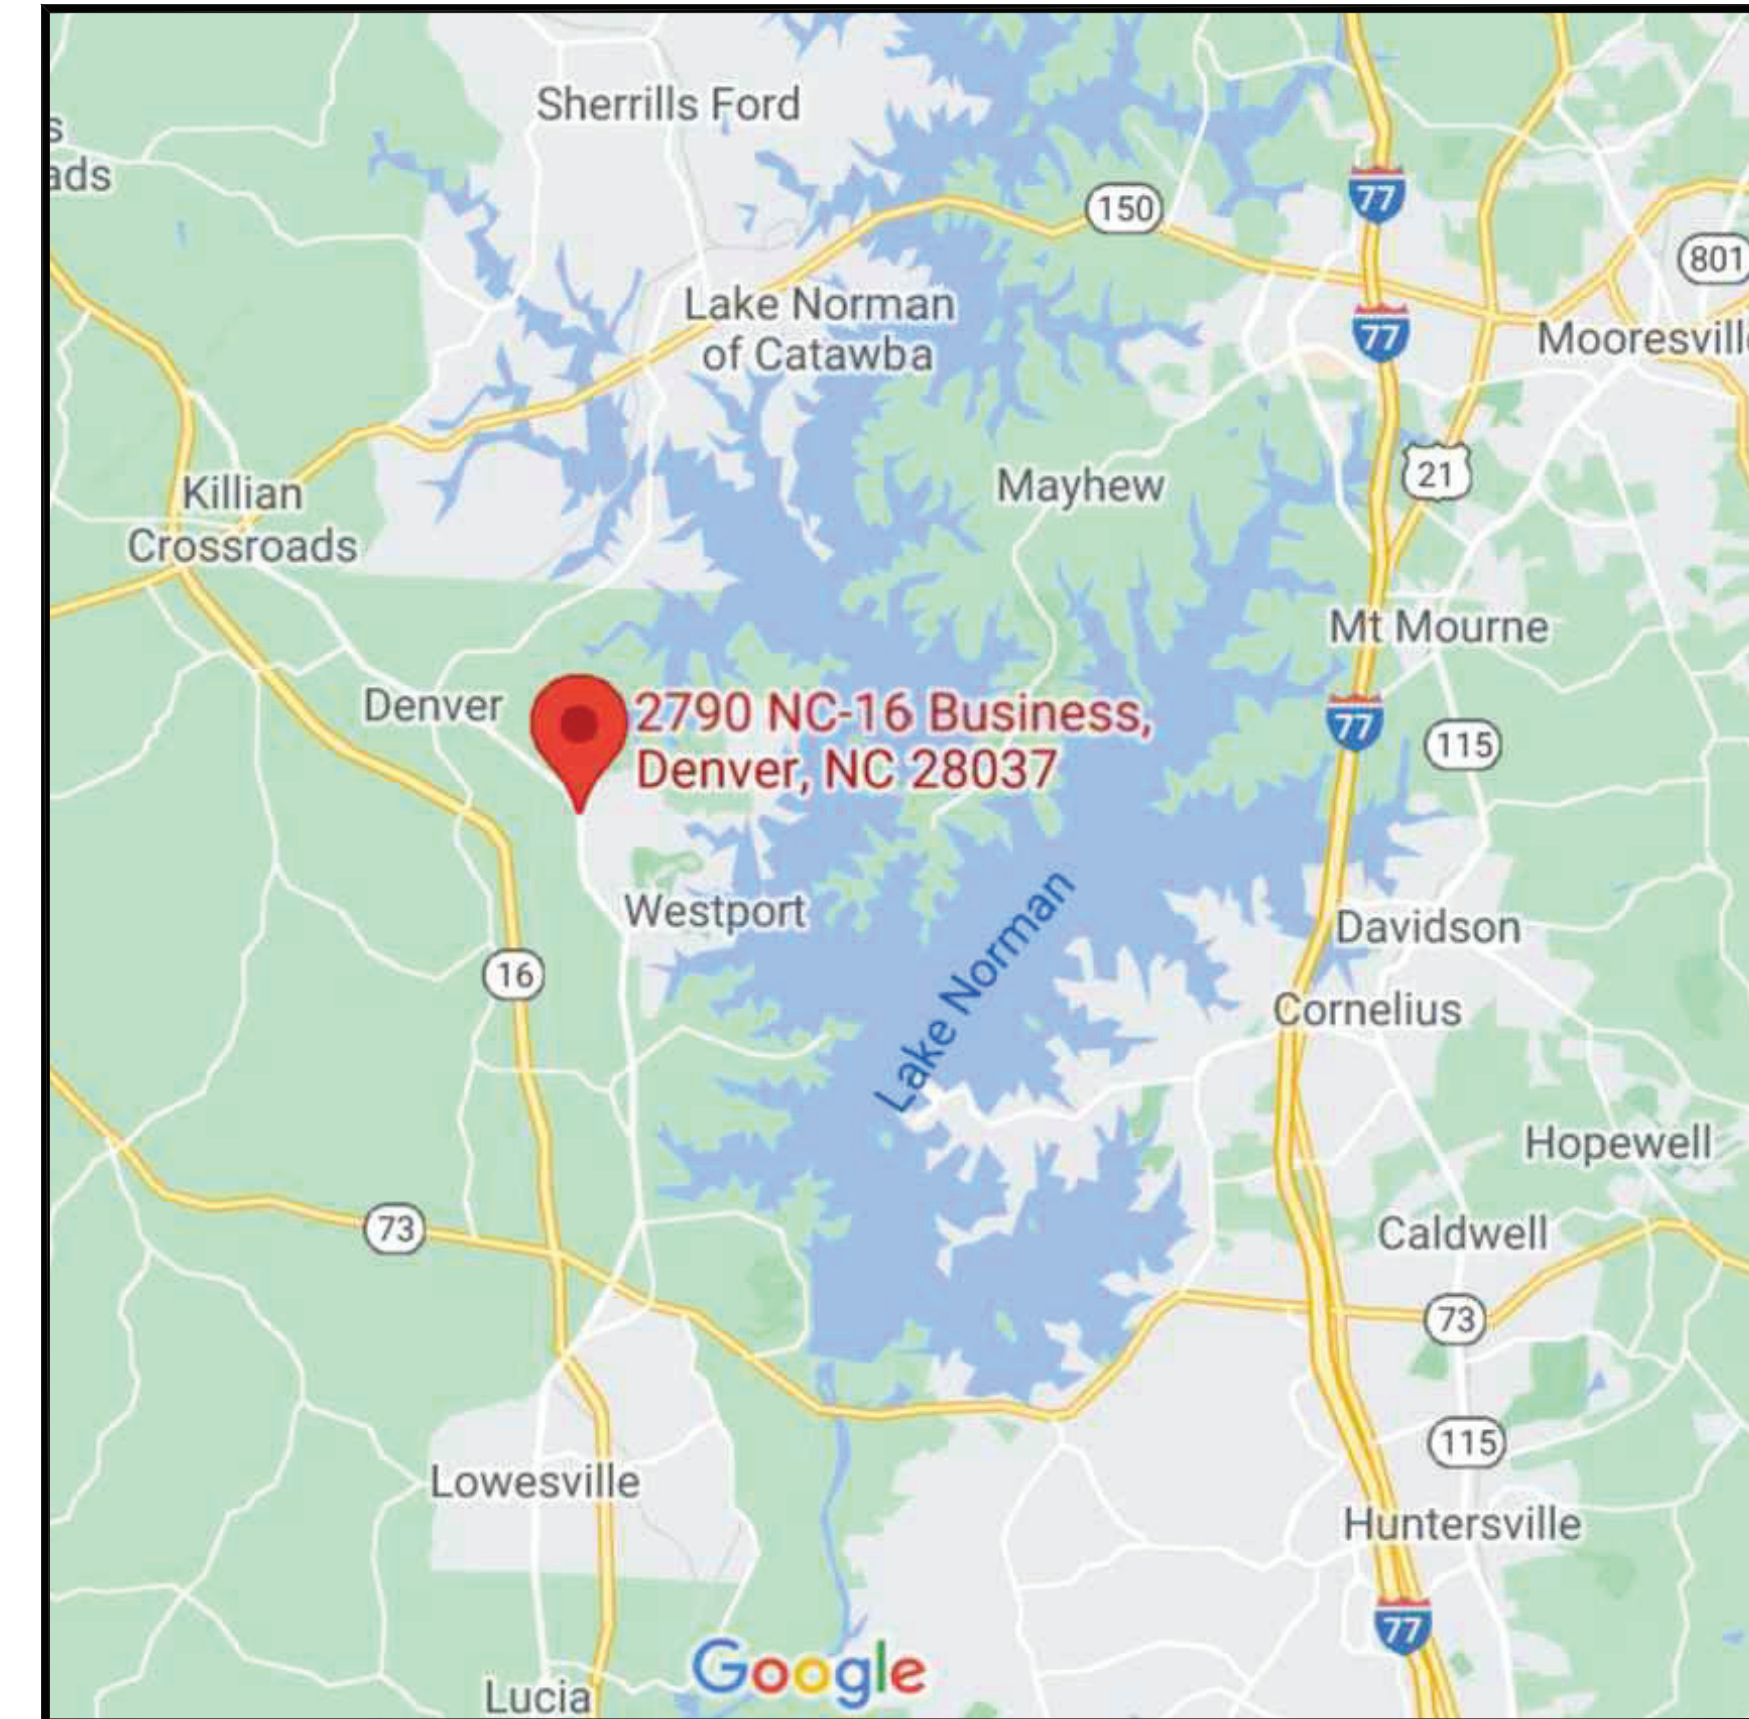 Sherrills Ford
s
ads
150
77
801
Lake Norman
of Catawba
77
Mooresville
21
Killian
Crossroads
Mayhew
Mt Mourne
Denver
2790 NC-16 Business,
Denver, NC 28037
77
115
Westport
Davidson
16
Lake Norman
Cornelius
Hopewell
73
Caldwell
73
115
Lowesville
Huntersville
77
Google
Lucia